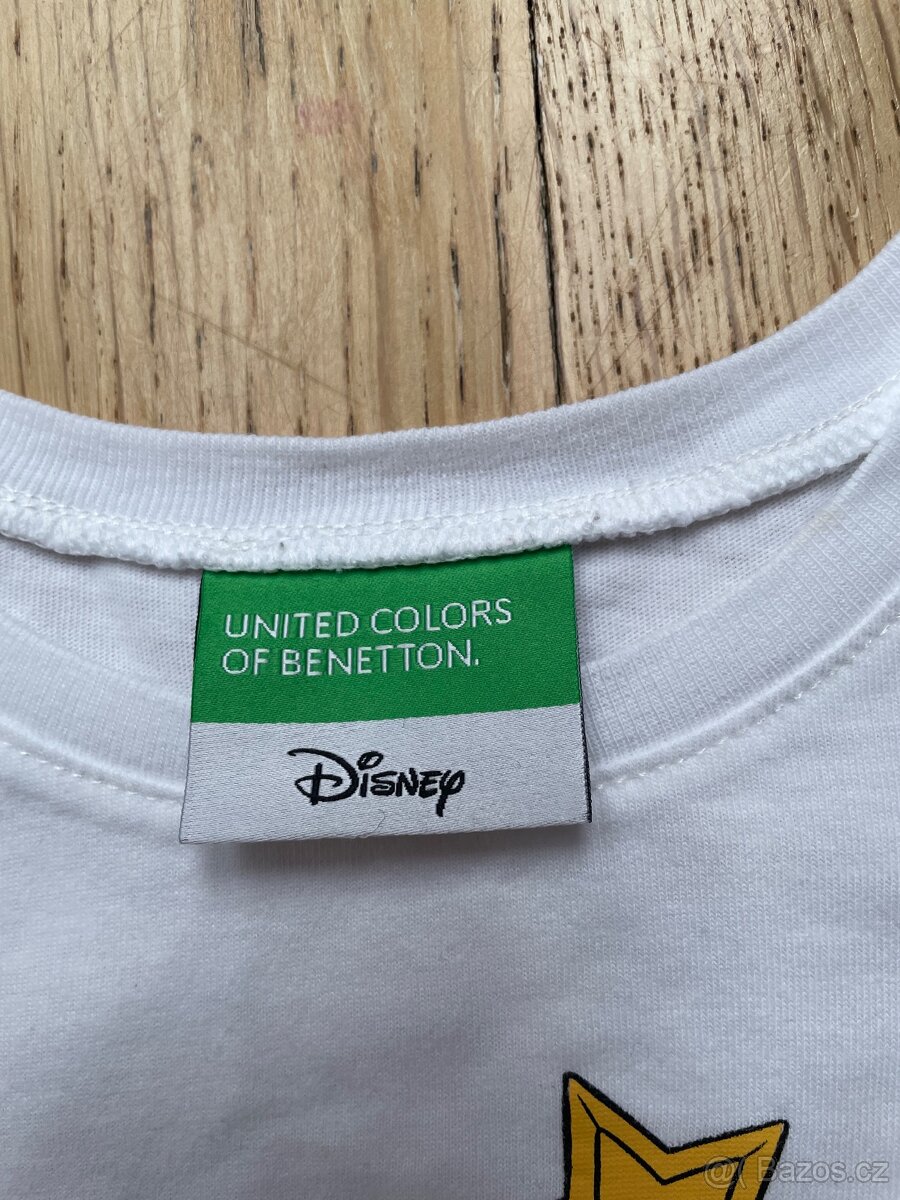 UNITED COLORS
OF BENETTON.
Disney
@( Bazos.cz